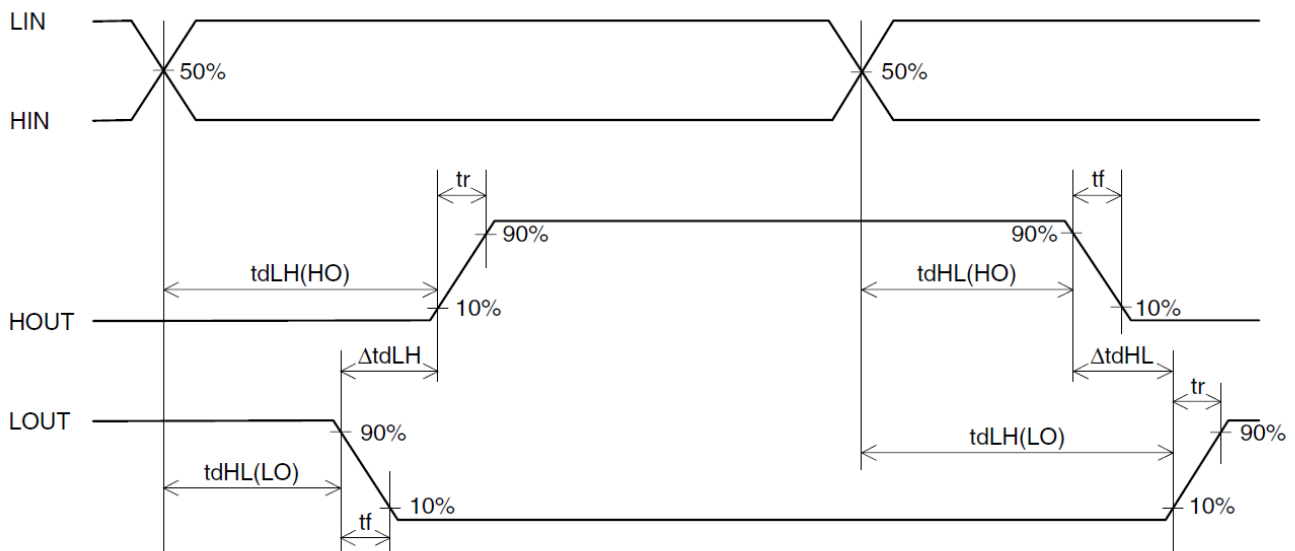 LIN
50%
50%
HIN
tr
tf
90%
90%
tdLH(HO)
tdHL(HO)
10%
10%
HOUT
ΔtdLH
ΔtdHL
tr
LOUT
90%
tdLH(LO)
90%
tdHL(LO)
10%
10%
tf